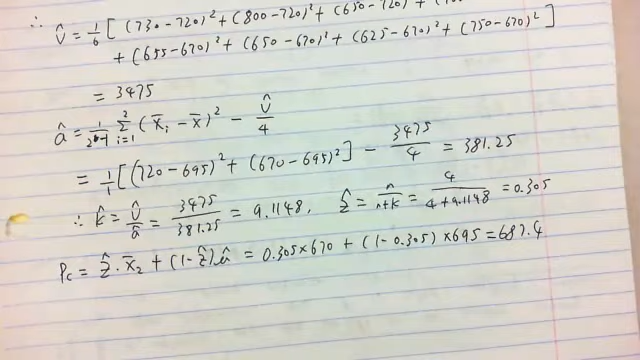 ∴ v̂ = 1/6 [ (730-720)² + (800-720)² + (650-720)² + (
+ (655-670)² + (650-670)² + (625-670)² + (750-670)² ]
= 3475
â = 1/(2-1) Σ_{i=1}^{2} (x̄ᵢ - x̄)² - v̂/4
= 1/1 [(720-695)² + (670-695)²] - 3475/4 = 381.25
∴ k̂ = v̂/â = 3475/381.25 = 9.1148, ẑ = n/(n+k) = 4/(4+9.1148) = 0.305
Pc = ẑ·x̄₂ + (1-ẑ)û = 0.305×670 + (1-0.305)×695 = 687.4